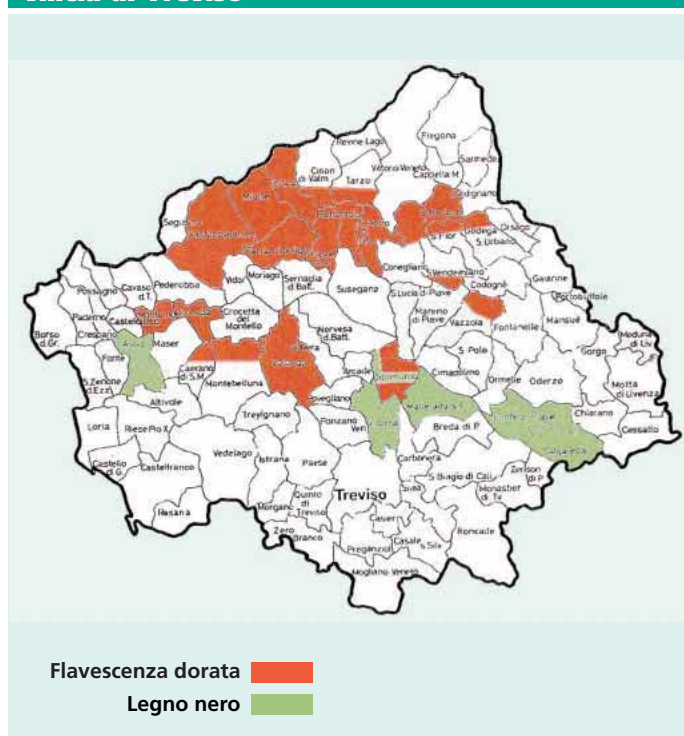 Fregona
Revine Lago
Sarmede
Cison
di Valm.
Vittorio Veneto
Cappella M.
Tarzo
Miane
Segusino
Orsago
Godega
S. Fior
S. Urbano
Conegliano
S. Vendemiano
Gaiarine
Codognè
Portobuffole
Possagno
Cavaso
d.T.
Pederobba
Vidor
Moriago
Sernaglia
d. Batt.
Susegana
S. Lucia di Piave
Mareno
di Piave
Vazzola
Fontanelle
Mansuè
Borso
d. Gr.
Paderno
Crespano
Castelcucco
Crocetta
del
Montello
Nervesa
d. Batt.
Gorgo
Meduna
di Liv.
Fonte
Maser
Caerano
di S.M.
Montebelluna
Volpago
Arcade
Spresiano
Cimadolmo
S. Polo
Ormelle
Oderzo
Motta
di Livenza
S. Zenone
d. Ezz.
Altivole
Trevignano
Povegliano
Ponzano
Ven.
Breda di P.
Chiarano
Cessalto
Loria
Riese Pio X
Vedelago
Istrana
Paese
Carbonera
Castello
di G.
Castelfranco
S. Biagio di Call.
Zenson
di P.
Monastier
di Tv
Treviso
Silea
Resana
Morgano
Quinto
di
Treviso
Zero
Branco
Casier
Preganziol
Casale
s. Sile
Roncade
Mogliano Veneto
Flavescenza dorata
Legno nero